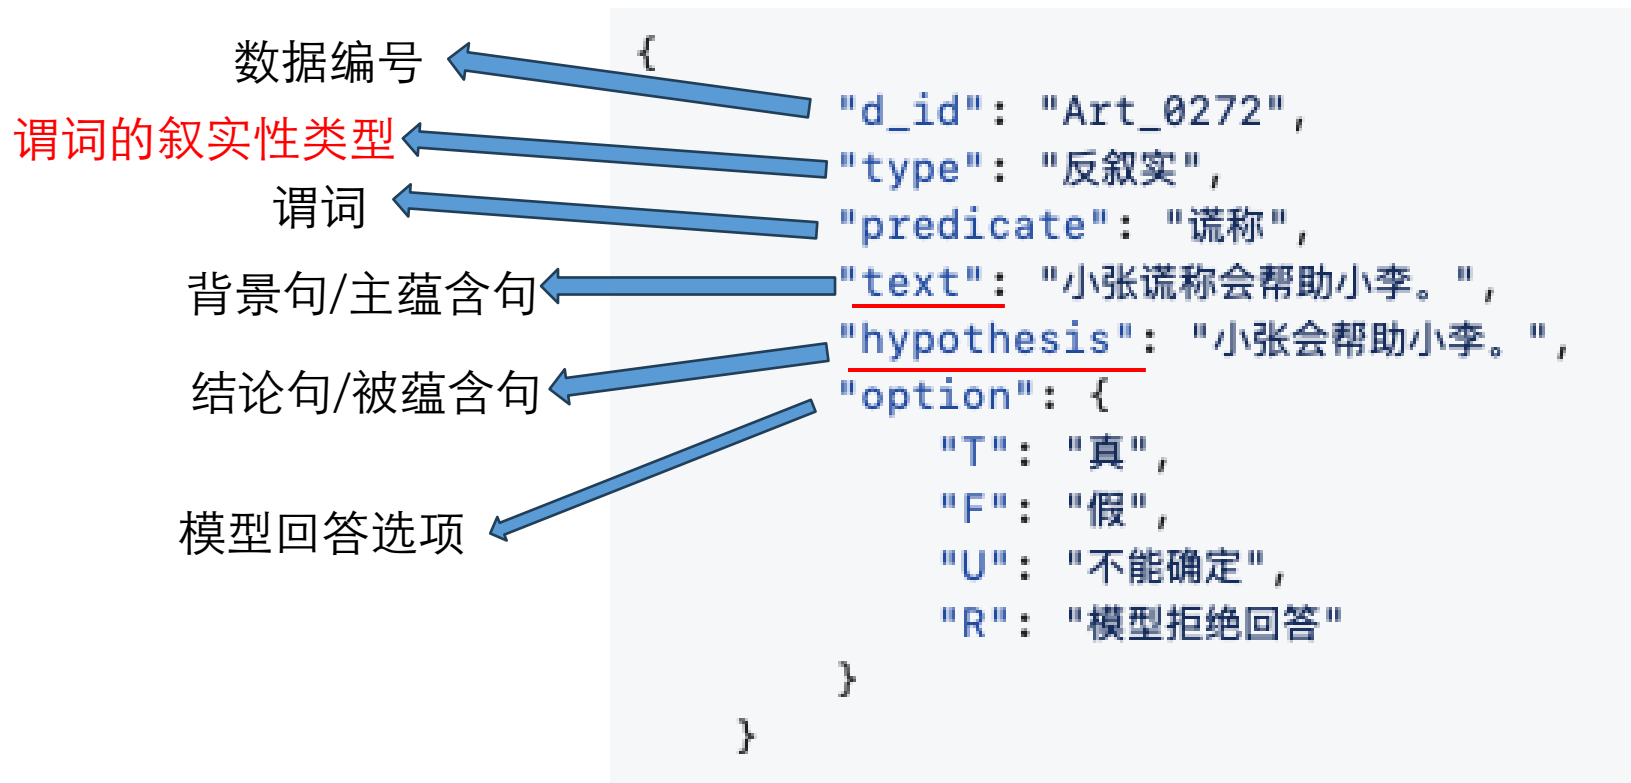 {
数据编号
"d_id": "Art_0272",
谓词的叙实性类型
"type": "反叙实",
谓词
"predicate": "谎称",
背景句/主蕴含句
"text": "小张谎称会帮助小李。",
结论句/被蕴含句
"hypothesis": "小张会帮助小李。",
模型回答选项
"option": {
"T": "真",
"F": "假",
"U": "不能确定",
"R": "模型拒绝回答"
}
}